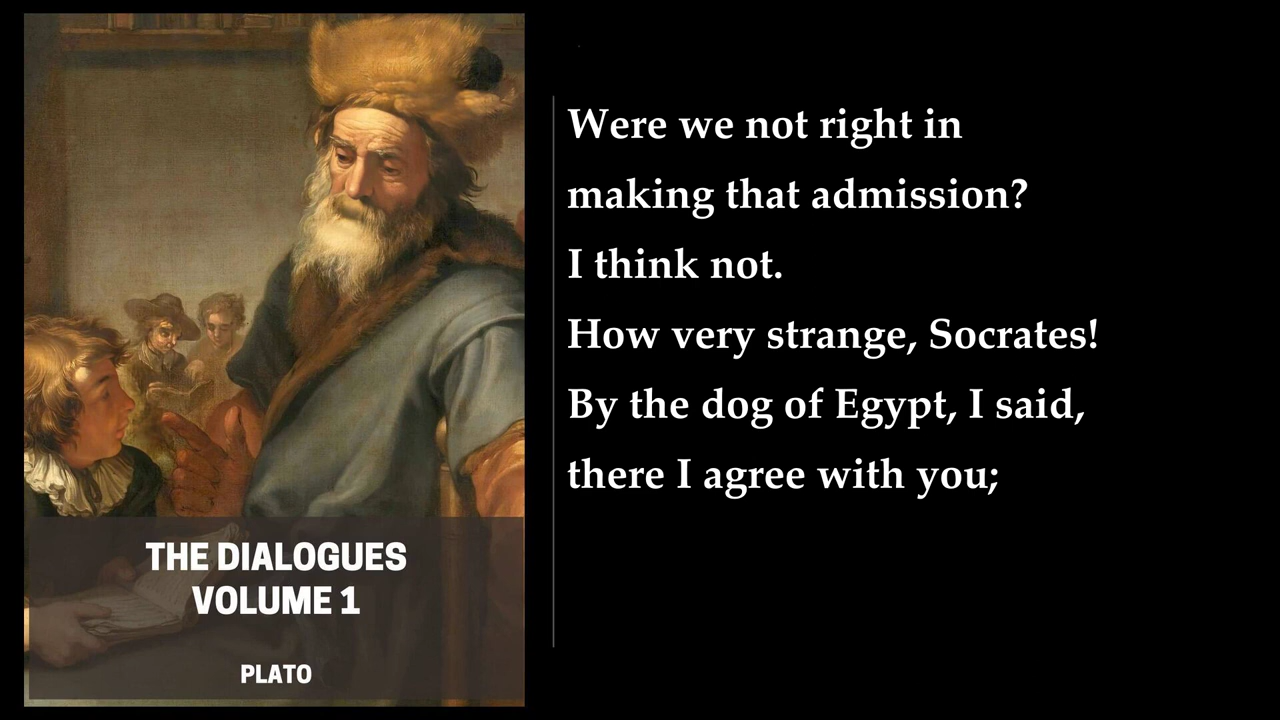 THE DIALOGUES
VOLUME 1
PLATO
Were we not right in
making that admission?
I think not.
How very strange, Socrates!
By the dog of Egypt, I said,
there I agree with you;